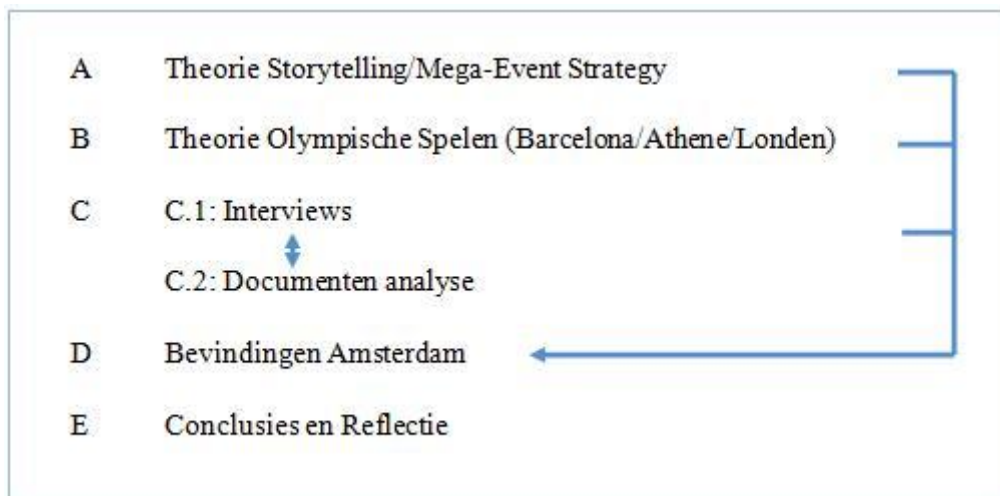 A Theorie Storytelling/Mega-Event Strategy
B Theorie Olympische Spelen (Barcelona/Athene/Londen)
C C.1: Interviews
C.2: Documenten analyse
D Bevindingen Amsterdam
E Conclusies en Reflectie